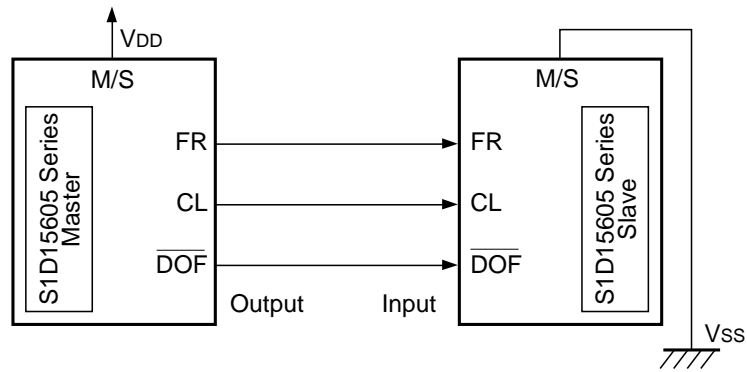 VDD
M/S
S1D15605 Series
Master
FR
CL
DOF
Output
Input
M/S
FR
CL
DOF
S1D15605 Series
Slave
VSS